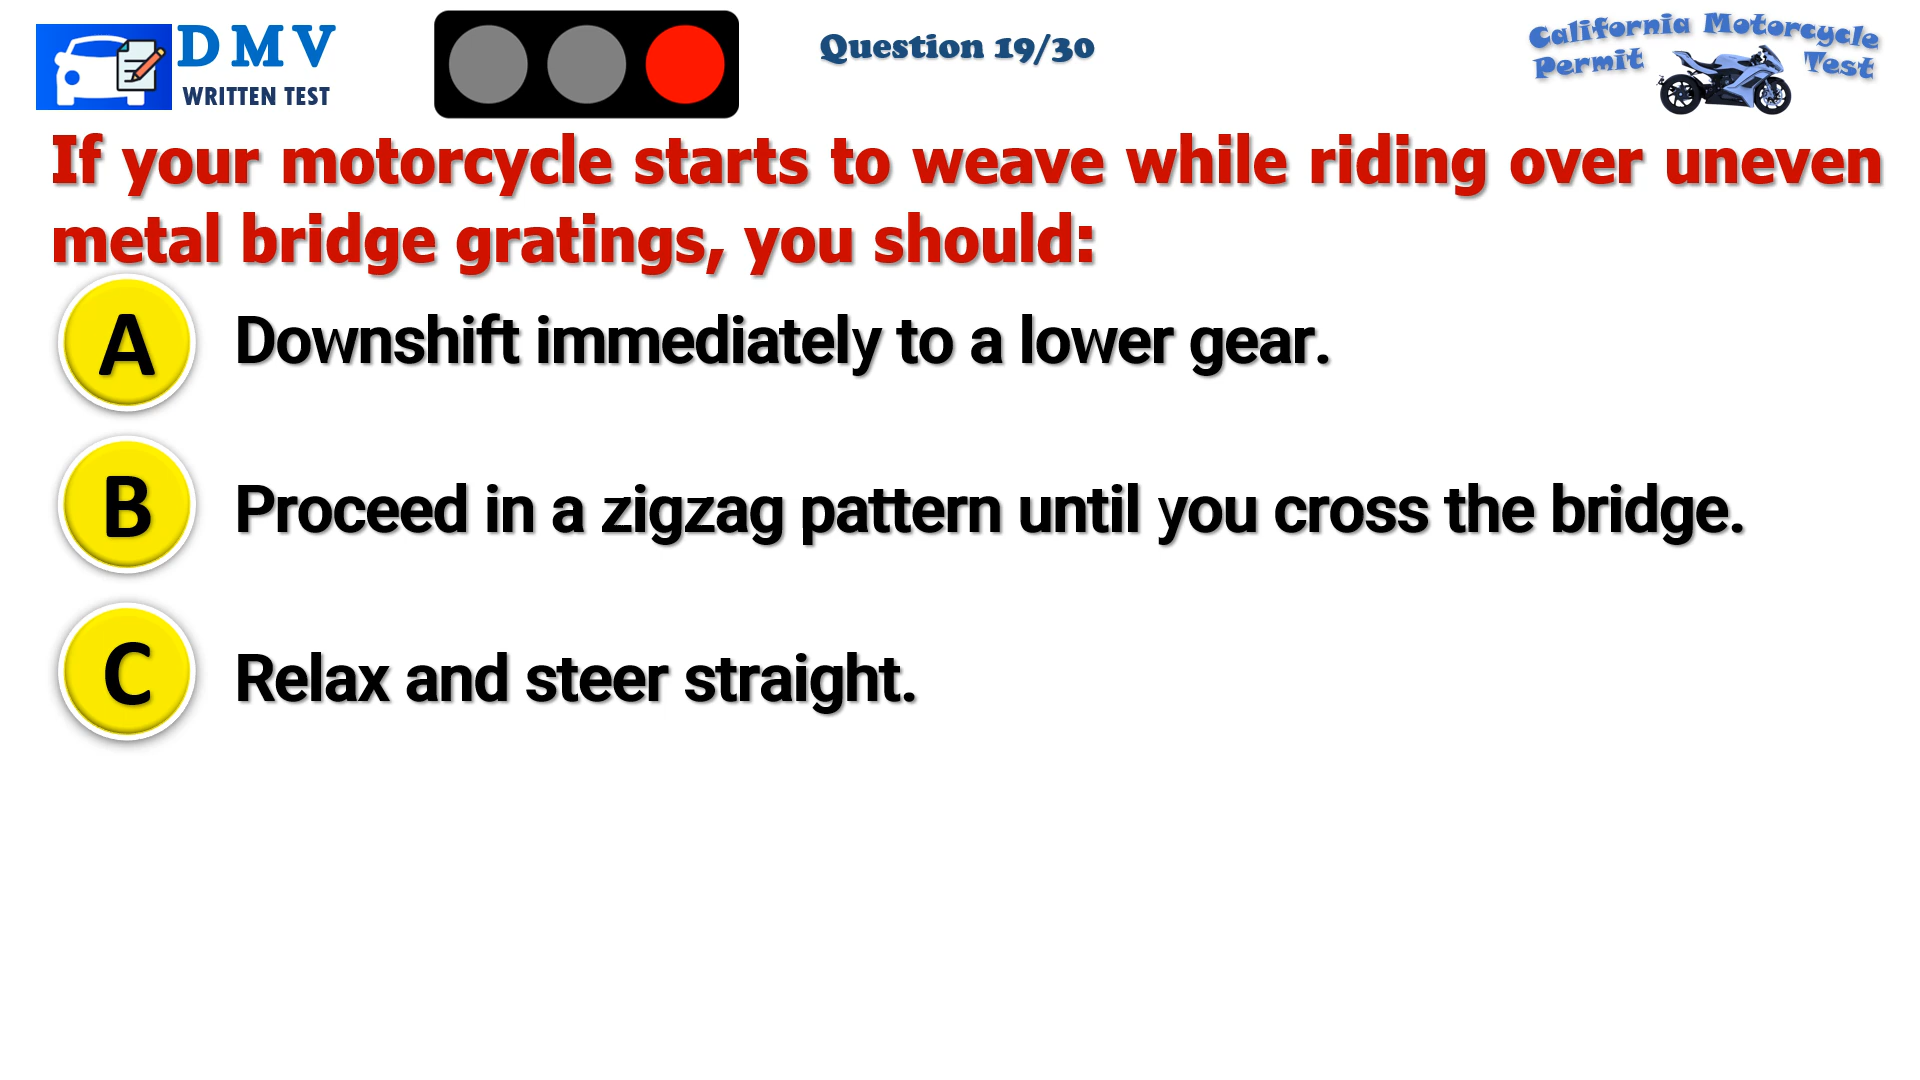 DMV
WRITTEN TEST
Question 19/30
California Motorcycle
Permit Test
If your motorcycle starts to weave while riding over uneven
metal bridge gratings, you should:
A Downshift immediately to a lower gear.
B Proceed in a zigzag pattern until you cross the bridge.
C Relax and steer straight.